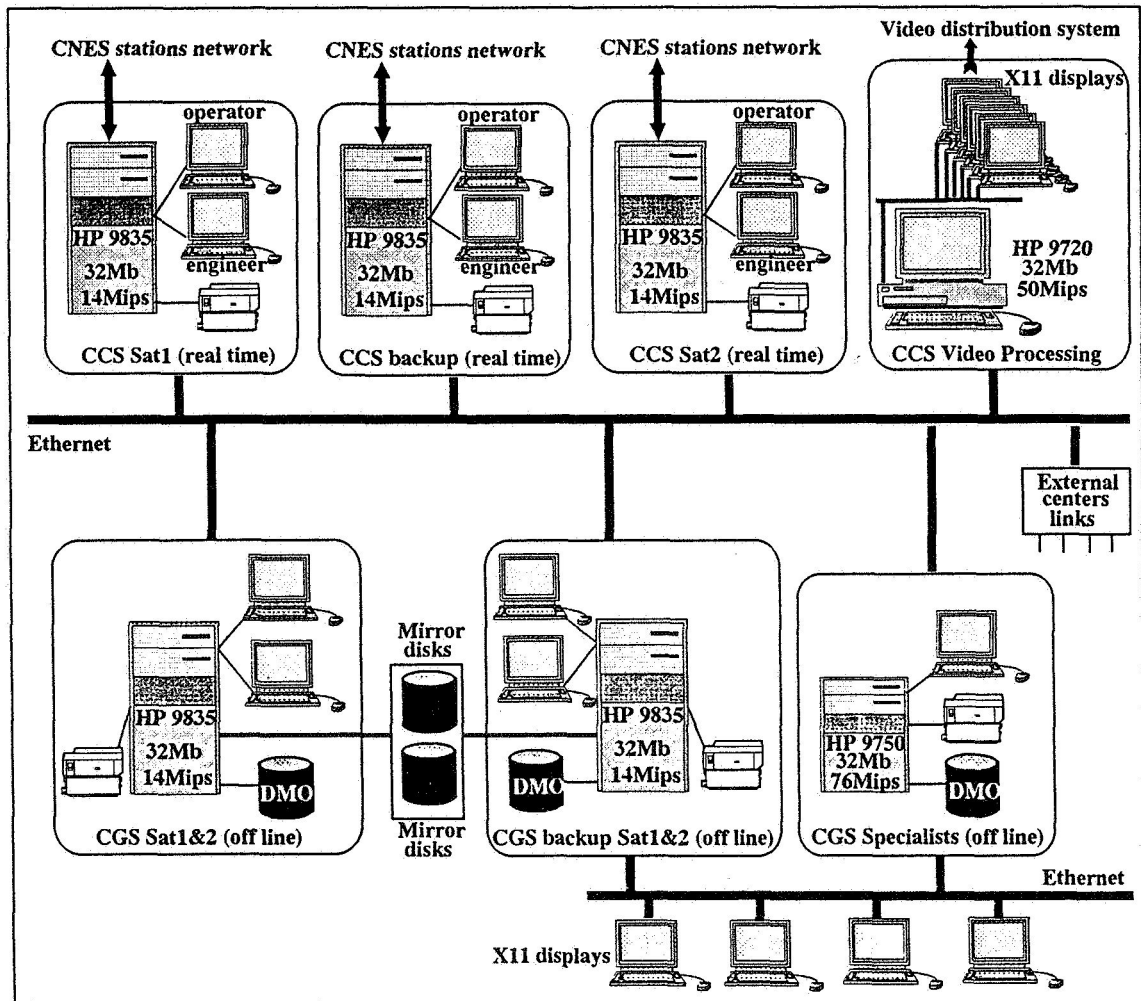 CNES stations network
CNES stations network
CNES stations network
Video distribution system
X11 displays
operator
HP 9835
32Mb
14Mips
engineer
CCS Sat1 (real time)
operator
HP 9835
32Mb
14Mips
engineer
CCS backup (real time)
operator
HP 9835
32Mb
14Mips
engineer
CCS Sat2 (real time)
HP 9720
32Mb
50Mips
CCS Video Processing
Ethernet
External
centers
links
HP 9835
32Mb
14Mips
DMO
CGS Sat1&2 (off line)
Mirror
disks
Mirror
disks
HP 9835
32Mb
14Mips
DMO
CGS backup Sat1&2 (off line)
HP 9750
32Mb
76Mips
DMO
CGS Specialists (off line)
Ethernet
X11 displays